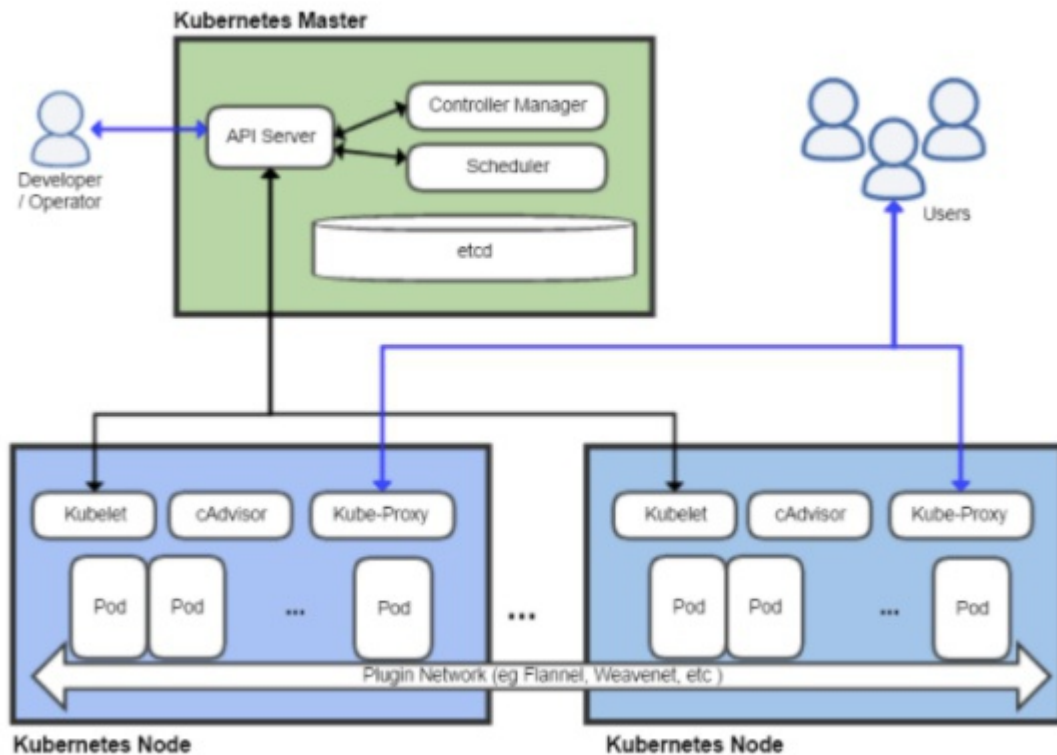 Kubernetes Master
Controller Manager
API Server
Scheduler
Developer
/ Operator
Users
etcd
Kubelet
cAdvisor
Kube-Proxy
Kubelet
cAdvisor
Kube-Proxy
Pod
Pod
...
Pod
...
Pod
Pod
...
Pod
Plugin Network (eg Flannel, Weavenet, etc )
Kubernetes Node
Kubernetes Node